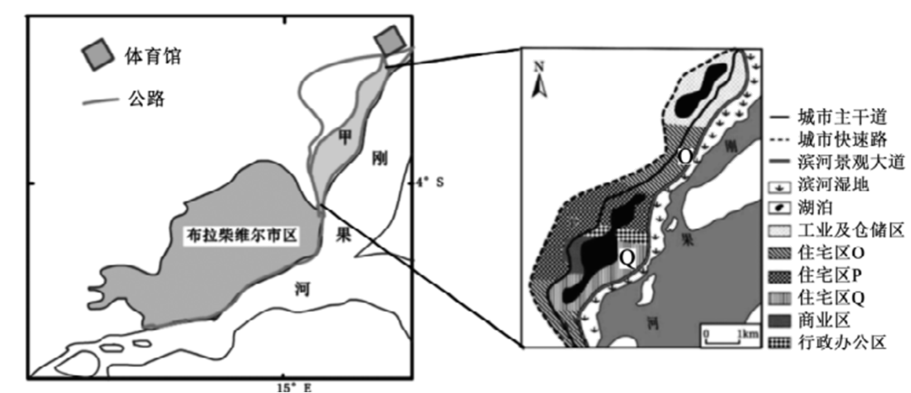 体育馆
公路
甲
刚
果
河
4° S
布拉柴维尔市区
15° E
N
O
Q
刚
果
河
0 1km
城市主干道
城市快速路
滨河景观大道
滨河湿地
湖泊
工业及仓储区
住宅区O
住宅区P
住宅区Q
商业区
行政办公区